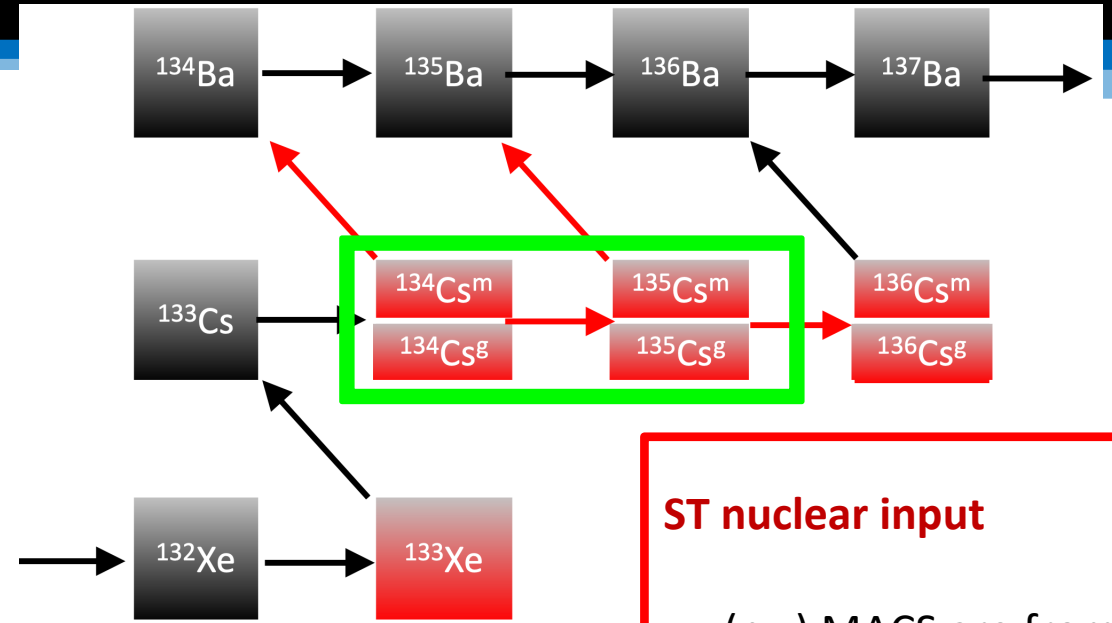 ¹³⁴Ba ¹³⁵Ba ¹³⁶Ba ¹³⁷Ba
¹³⁴Csᵐ ¹³⁵Csᵐ ¹³⁶Csᵐ
¹³³Cs
¹³⁴Csᵍ ¹³⁵Csᵍ ¹³⁶Csᵍ
ST nuclear input
¹³²Xe ¹³³Xe